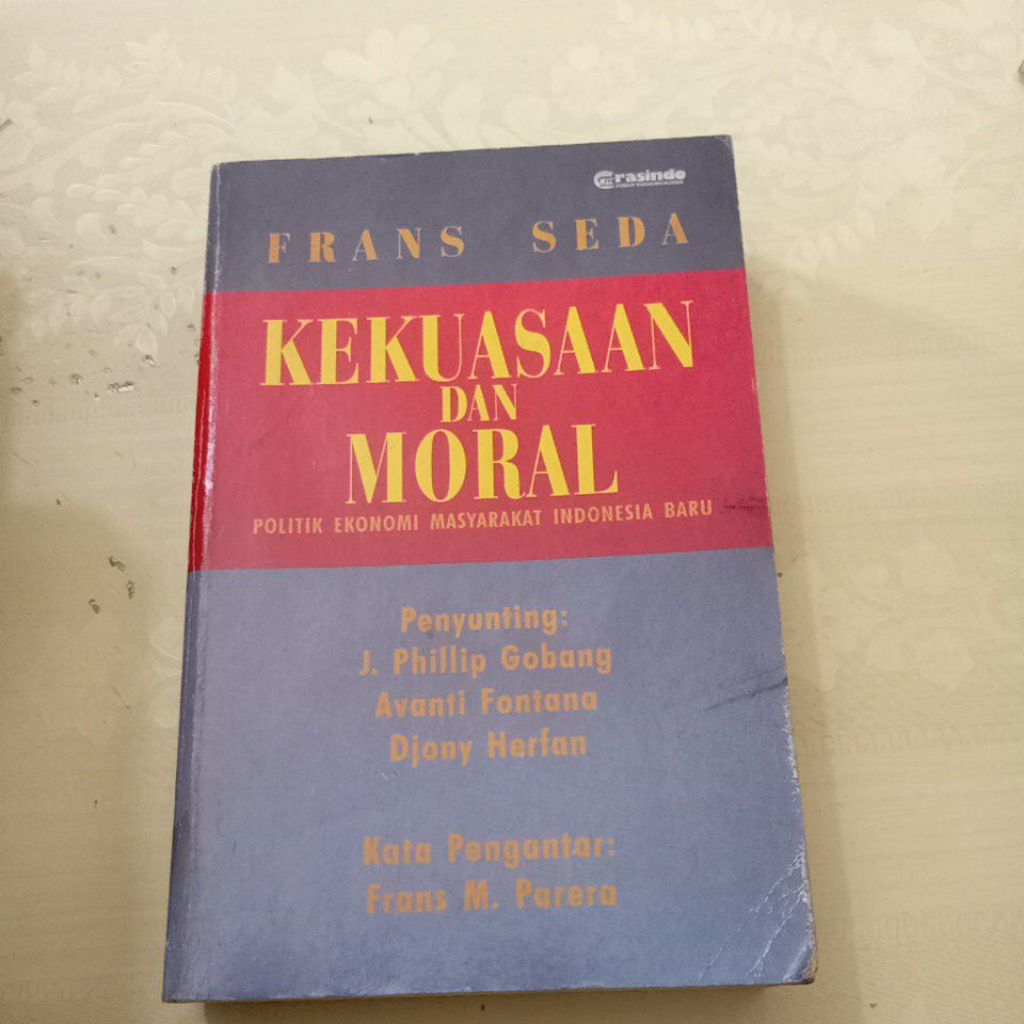 Grasindo
FRANS SEDA
KEKUASAAN
DAN
MORAL
POLITIK EKONOMI MASYARAKAT INDONESIA BARU
Penyunting:
J. Phillip Gobang
Avanti Fontana
Djony Herfan
Kata Pengantar:
Frans M. Parera